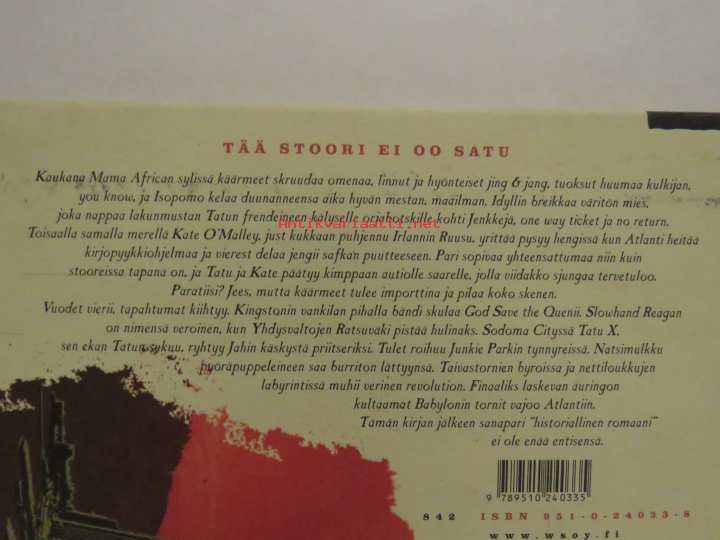 TÄÄ STOORI EI OO SATU
Kaukana Mama African sylissä käärmeet skruudaa omenaa, linnut ja hyönteiset jing & jang, tuoksut huumaa kulkijan,
you know, ja Isopomo kelaa duunanneensa aika hyvän mestan, maailman. Idyllin breikkaa väritön mies,
joka nappaa lakunmustan Tatun frendeineen kälyselle orjabotskille kohti Jenkkejä, one way ticket ja no return.
Antikvariaatti.net
Toisaalla samalla merellä Kate O'Malley, just kukkaan puhjennu Irlannin Ruusu, yrittää pysyy hengissä kun Atlanti heitää
kirjopyykkiohjelmaa ja vierest delaa jengii safkan puutteeseen. Pari sopivaa yhteensattumaa niin kuin
stooreissa tapana on, ja Tatu ja Kate päätyy kimppaan autiolle saarelle, jolla viidakko sjungaa tervetuloo.
Paratiisi? Jees, mutta käärmeet tulee importtina ja pilaa koko skenen.
Vuodet vierii, tapahtumat kiihtyy. Kingstonin vankilan pihalla bändi skulaa God Save the Quenii. Slowhand Reagan
on nimensä veroinen, kun Yhdysvaltojen Ratsuväki pistää hulinaks. Sodoma Cityssä Tatu X,
sen ekan Tatun sukuu, ryhtyy Jahin käskystä priitseriksi. Tulet roihuu Junkie Parkin tynnyreissä. Natsimulkku
pyöräpuppeleineen saa burriton lättyynsä. Taivastornien byroissa ja nettiloukkujen
labyrintissä muhii verinen revolution. Finaaliks laskevan auringon
kultaamat Babylonin tornit vajoo Atlantiin.
Tämän kirjan jälkeen sanapari "historiallinen romaani"
ei ole enää entisensä.
9 789510 240335
842 ISBN 951-0-24033-8
www.wsoy.fi